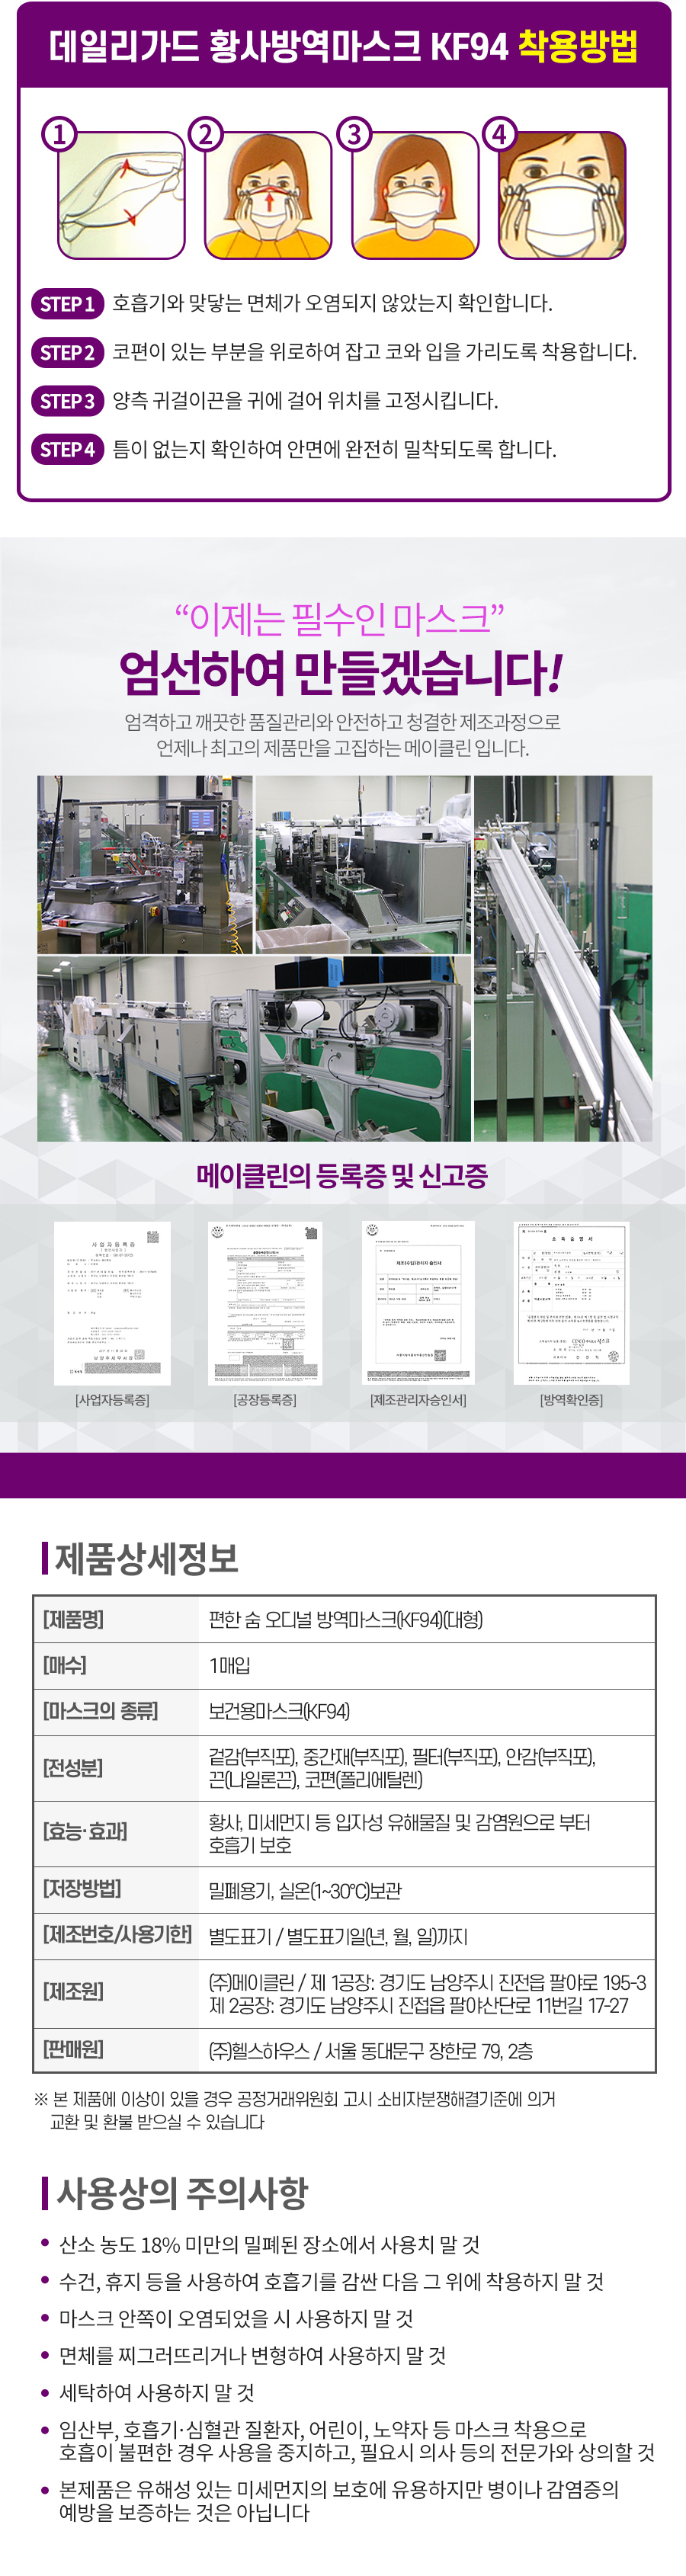 데일리가드 황사방역마스크 KF94 착용방법
1
2
3
4
STEP 1 호흡기와 맞닿는 면체가 오염되지 않았는지 확인합니다.
STEP 2 코편이 있는 부분을 위로하여 잡고 코와 입을 가리도록 착용합니다.
STEP 3 양측 귀걸이끈을 귀에 걸어 위치를 고정시킵니다.
STEP 4 틈이 없는지 확인하여 안면에 완전히 밀착되도록 합니다.
“이제는 필수인 마스크”
엄선하여 만들겠습니다!
엄격하고 깨끗한 품질관리와 안전하고 청결한 제조과정으로
언제나 최고의 제품만을 고집하는 메이클린 입니다.
메이클린의 등록증 및 신고증
사업자등록증
제조(수입)관리자 승인서
소독증명서
[사업자등록증]
[공장등록증]
[제조관리자승인서]
[방역확인증]
제품상세정보
[제품명] 편한 숨 오디널 방역마스크(KF94)(대형)
[매수] 1매입
[마스크의 종류] 보건용마스크(KF94)
[전성분] 겉감(부직포), 중간재(부직포), 필터(부직포), 안감(부직포),
끈(나일론끈), 코편(폴리에틸렌)
[효능·효과] 황사, 미세먼지 등 입자성 유해물질 및 감염원으로 부터
호흡기 보호
[저장방법] 밀폐용기, 실온(1~30℃)보관
[제조번호/사용기한] 별도표기 / 별도표기일(년, 월, 일)까지
[제조원] (주)메이클린 / 제 1공장: 경기도 남양주시 진전읍 팔야로 195-3
제 2공장: 경기도 남양주시 진접읍 팔야산단로 11번길 17-27
[판매원] (주)헬스하우스 / 서울 동대문구 장한로 79, 2층
※ 본 제품에 이상이 있을 경우 공정거래위원회 고시 소비자분쟁해결기준에 의거
교환 및 환불 받으실 수 있습니다
사용상의 주의사항
• 산소 농도 18% 미만의 밀폐된 장소에서 사용치 말 것
• 수건, 휴지 등을 사용하여 호흡기를 감싼 다음 그 위에 착용하지 말 것
• 마스크 안쪽이 오염되었을 시 사용하지 말 것
• 면체를 찌그러뜨리거나 변형하여 사용하지 말 것
• 세탁하여 사용하지 말 것
• 임산부, 호흡기·심혈관 질환자, 어린이, 노약자 등 마스크 착용으로
호흡이 불편한 경우 사용을 중지하고, 필요시 의사 등의 전문가와 상의할 것
• 본제품은 유해성 있는 미세먼지의 보호에 유용하지만 병이나 감염증의
예방을 보증하는 것은 아닙니다